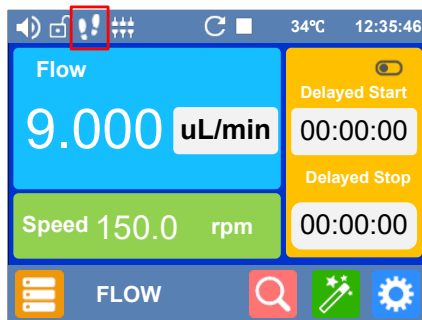 34℃ 12:35:46
Flow
9.000 uL/min
Speed 150.0 rpm
Delayed Start
00:00:00
Delayed Stop
00:00:00
FLOW